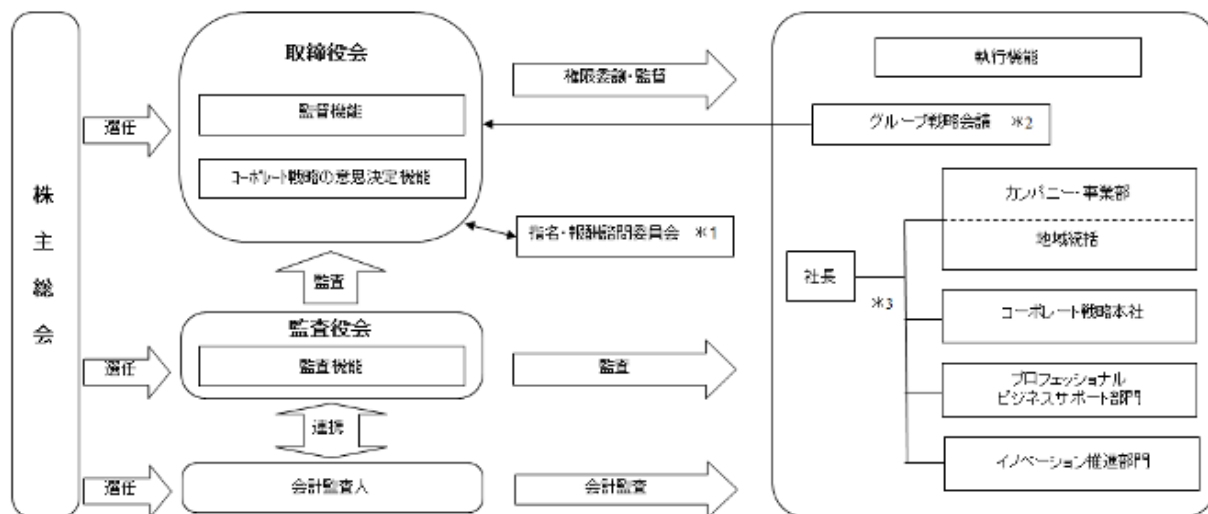 株主総会
選任
取締役会
監督機能
コーポレート戦略の意思決定機能
権限委譲・監督
執行機能
グループ戦略会議 *2
指名・報酬諮問委員会 *1
監査
選任
監査役会
監査機能
監査
連携
選任
会計監査人
会計監査
社長
*3
カンパニー・事業部
地域統括
コーポレート戦略本社
プロフェッショナル
ビジネスサポート部門
イノベーション推進部門